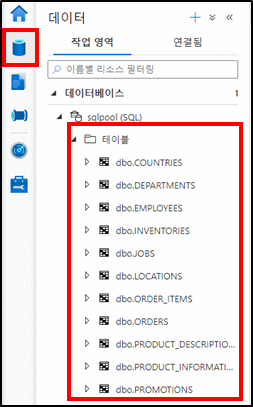 데이터
작업 영역 연결됨
이름별 리소스 필터링
데이터베이스 1
sqlpool (SQL)
테이블
dbo.COUNTRIES
dbo.DEPARTMENTS
dbo.EMPLOYEES
dbo.INVENTORIES
dbo.JOBS
dbo.LOCATIONS
dbo.ORDER_ITEMS
dbo.ORDERS
dbo.PRODUCT_DESCRIPTIO...
dbo.PRODUCT_INFORMATI...
dbo.PROMOTIONS